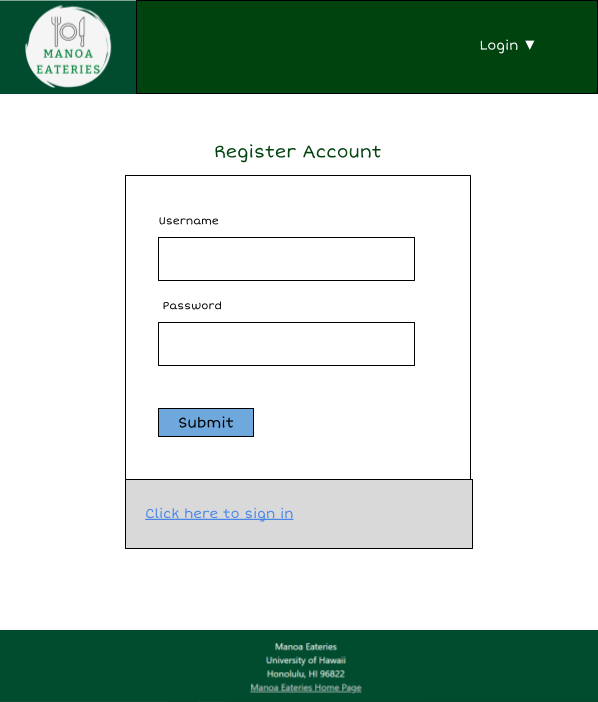 MANOA
EATERIES
Login ▼
Register Account
Username
Password
Submit
Click here to sign in
Manoa Eateries
University of Hawaii
Honolulu, HI 96822
Manoa Eateries Home Page